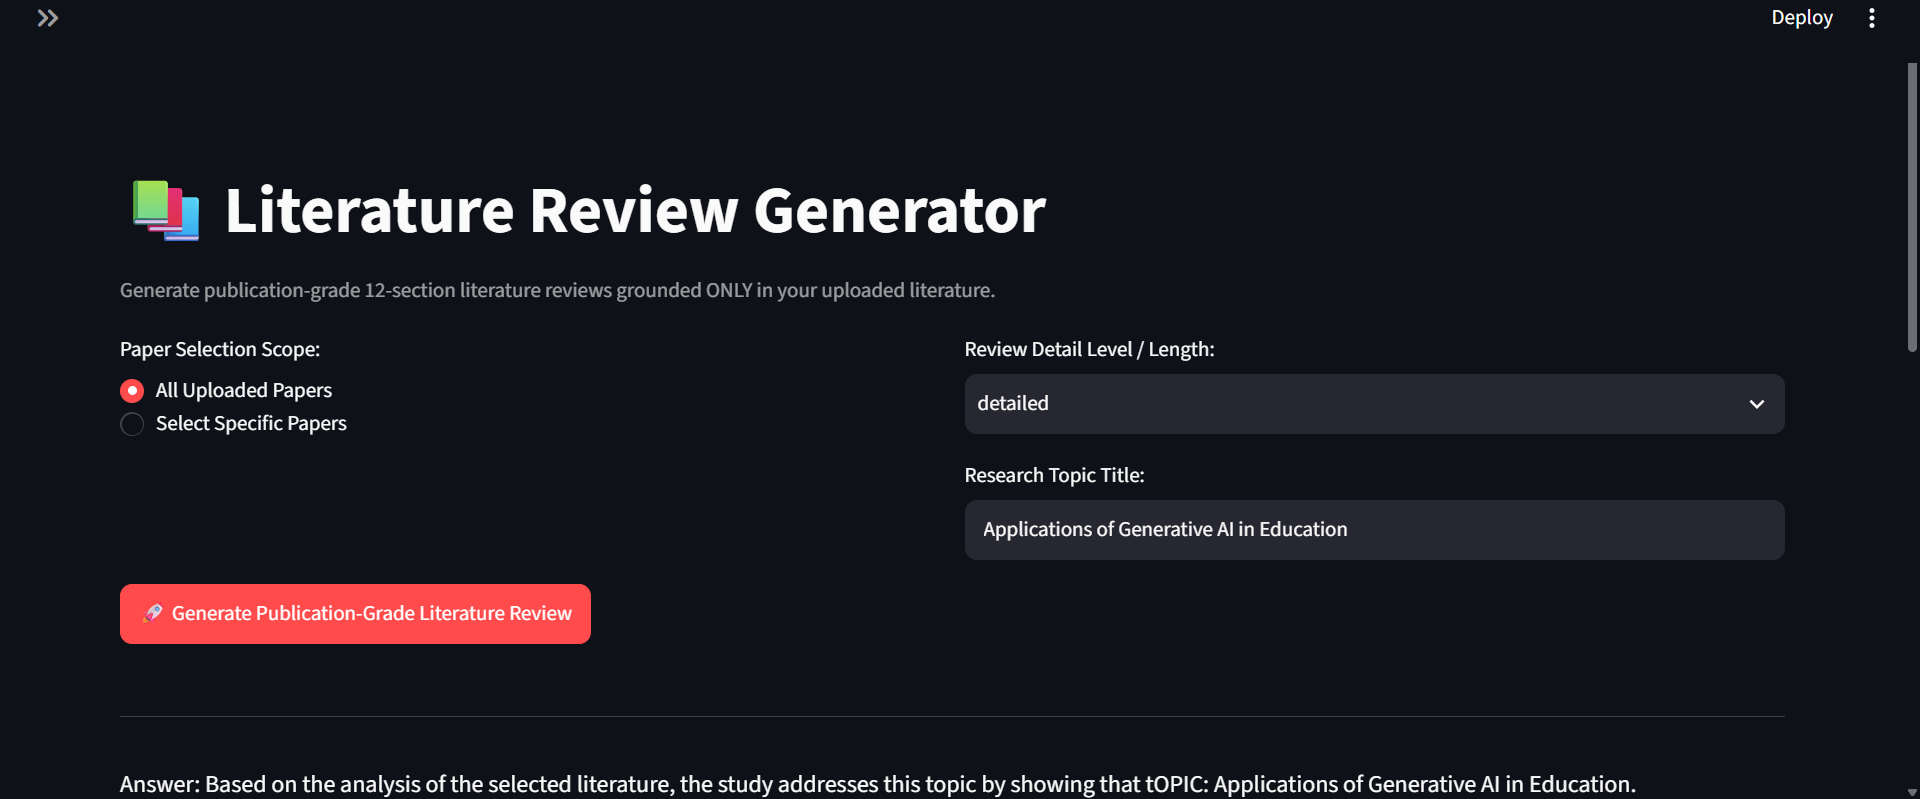 Deploy
Literature Review Generator
Generate publication-grade 12-section literature reviews grounded ONLY in your uploaded literature.
Paper Selection Scope:
All Uploaded Papers
Select Specific Papers
Review Detail Level / Length:
detailed
Research Topic Title:
Applications of Generative AI in Education
Generate Publication-Grade Literature Review
Answer: Based on the analysis of the selected literature, the study addresses this topic by showing that tOPIC: Applications of Generative AI in Education.